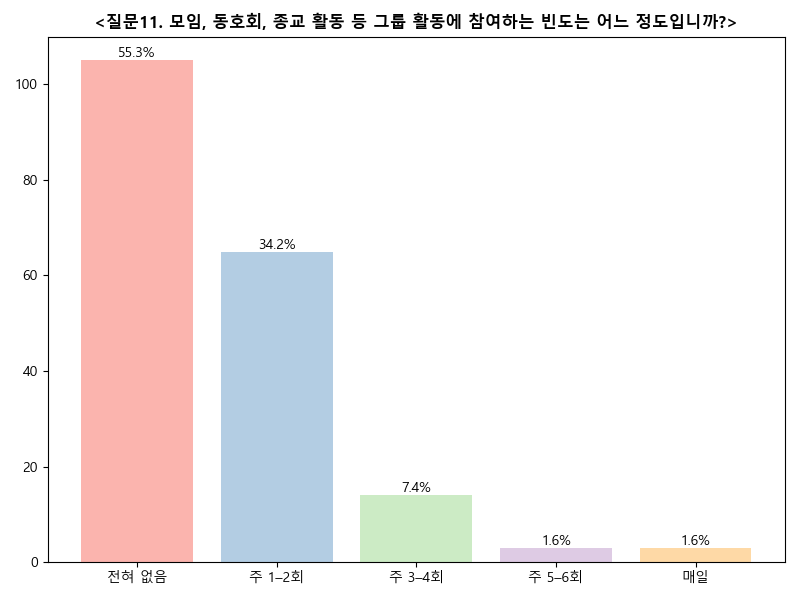 <질문11. 모임, 동호회, 종교 활동 등 그룹 활동에 참여하는 빈도는 어느 정도입니까?>
100
80
60
40
20
0
55.3%
34.2%
7.4%
1.6%
1.6%
전혀 없음
주 1–2회
주 3–4회
주 5–6회
매일